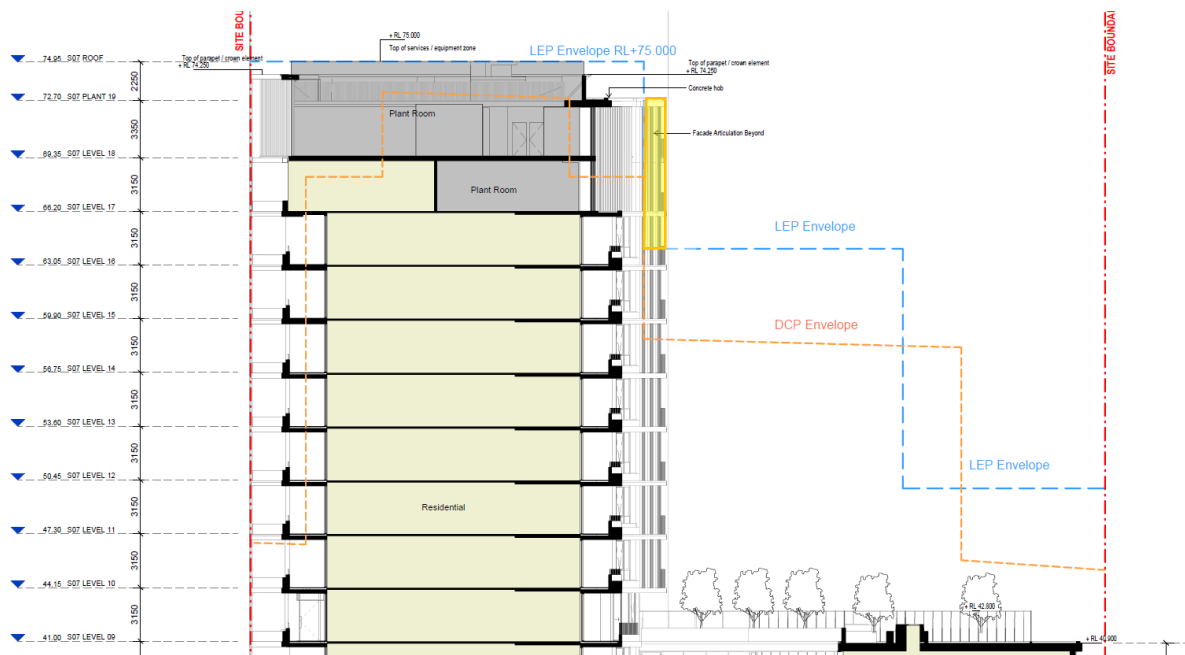 SITE BOU
SITE BOUNDAI
+ RL 75.000
Top of services / equipment zone
LEP Envelope RL+75.000
74.95 S07 ROOF
Top of parapet / crown element
+ RL 74.250
Top of parapet / crown element
+ RL 74.250
2250
Concrete hob
72.70 S07 PLANT 19
Plant Room
3350
Facade Articulation Beyond
69.35 S07 LEVEL 18
3150
Plant Room
66.20 S07 LEVEL 17
LEP Envelope
3150
63.05 S07 LEVEL 16
3150
59.90 S07 LEVEL 15
DCP Envelope
3150
56.75 S07 LEVEL 14
3150
53.60 S07 LEVEL 13
3150
LEP Envelope
50.45 S07 LEVEL 12
3150
Residential
47.30 S07 LEVEL 11
3150
44.15 S07 LEVEL 10
3150
+ RL 42.800
41.00 S07 LEVEL 09